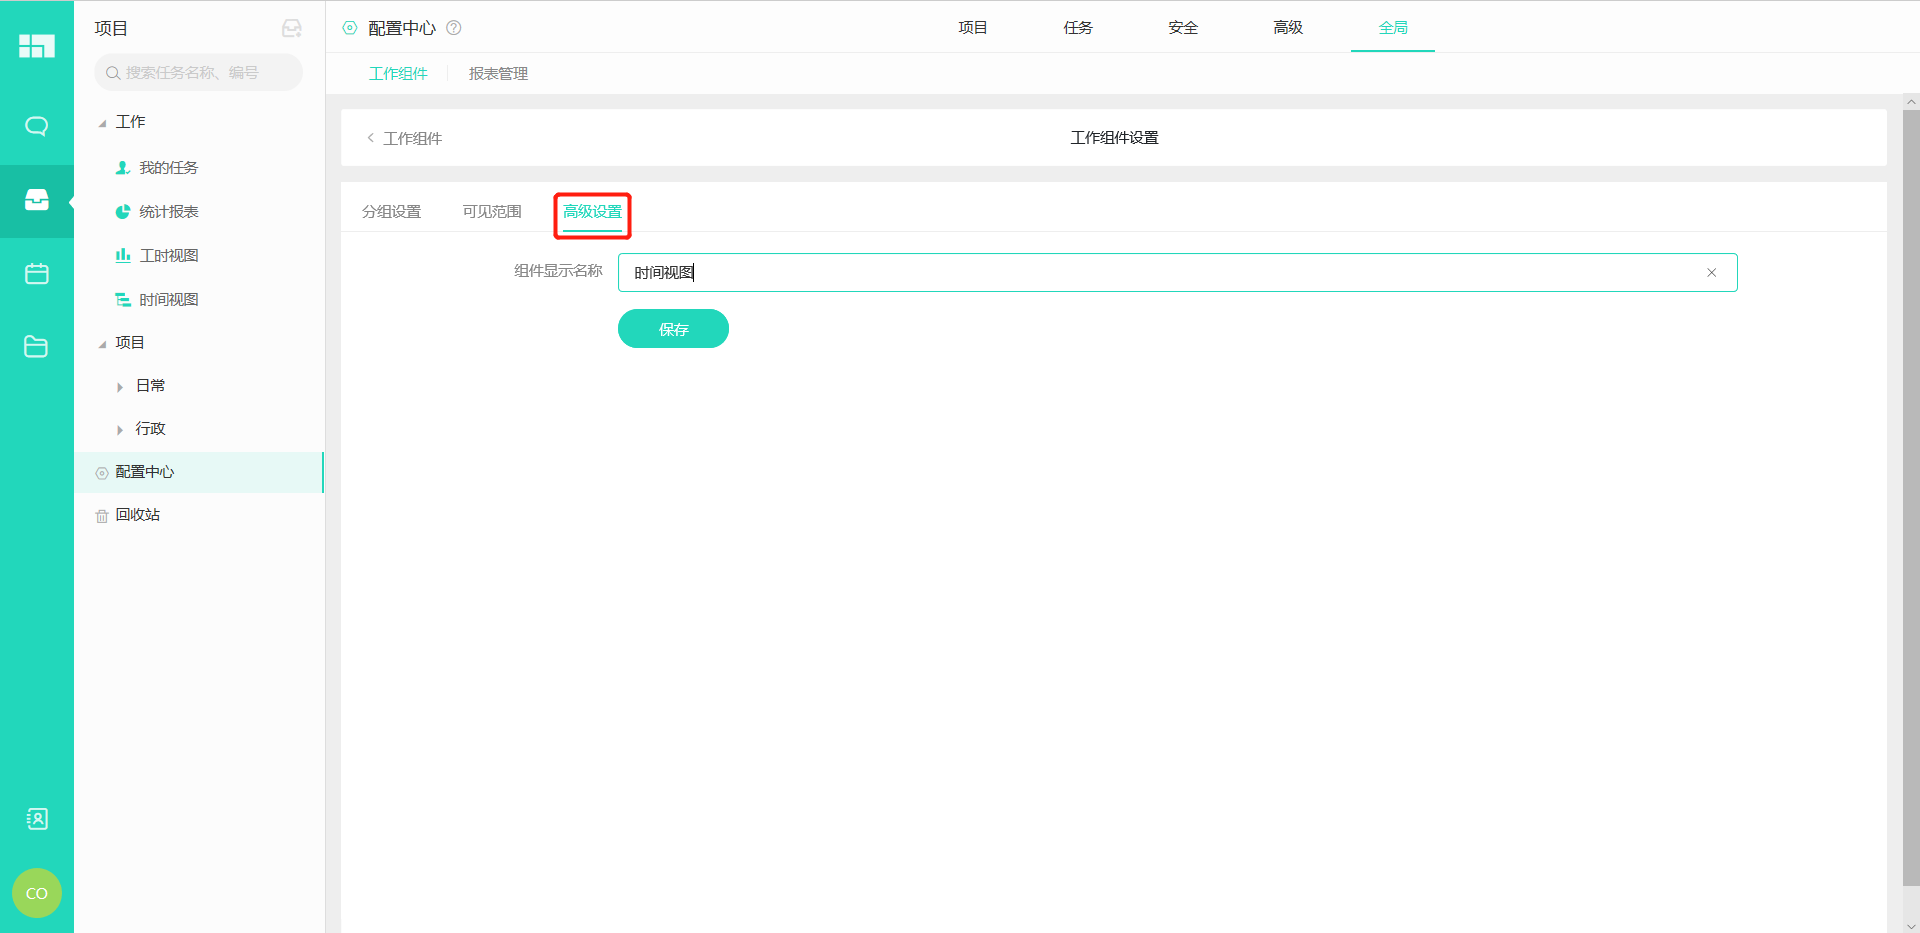 项目
搜索任务名称、编号
工作
我的任务
统计报表
工时视图
时间视图
项目
日常
行政
配置中心
回收站
CO
配置中心
项目
任务
安全
高级
全局
工作组件
报表管理
工作组件
工作组件设置
分组设置
可见范围
高级设置
组件显示名称
时间视图
保存